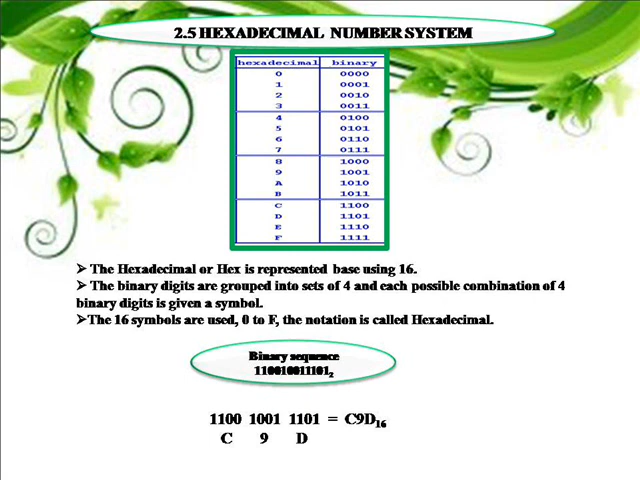 2.5 HEXADECIMAL NUMBER SYSTEM
hexadecimal binary
0 0000
1 0001
2 0010
3 0011
4 0100
5 0101
6 0110
7 0111
8 1000
9 1001
A 1010
B 1011
C 1100
D 1101
E 1110
F 1111
➢ The Hexadecimal or Hex is represented base using 16.
➢ The binary digits are grouped into sets of 4 and each possible combination of 4
binary digits is given a symbol.
➢The 16 symbols are used, 0 to F, the notation is called Hexadecimal.
Binary sequence
110010011101₂
1100 1001 1101 = C9D₁₆
C 9 D